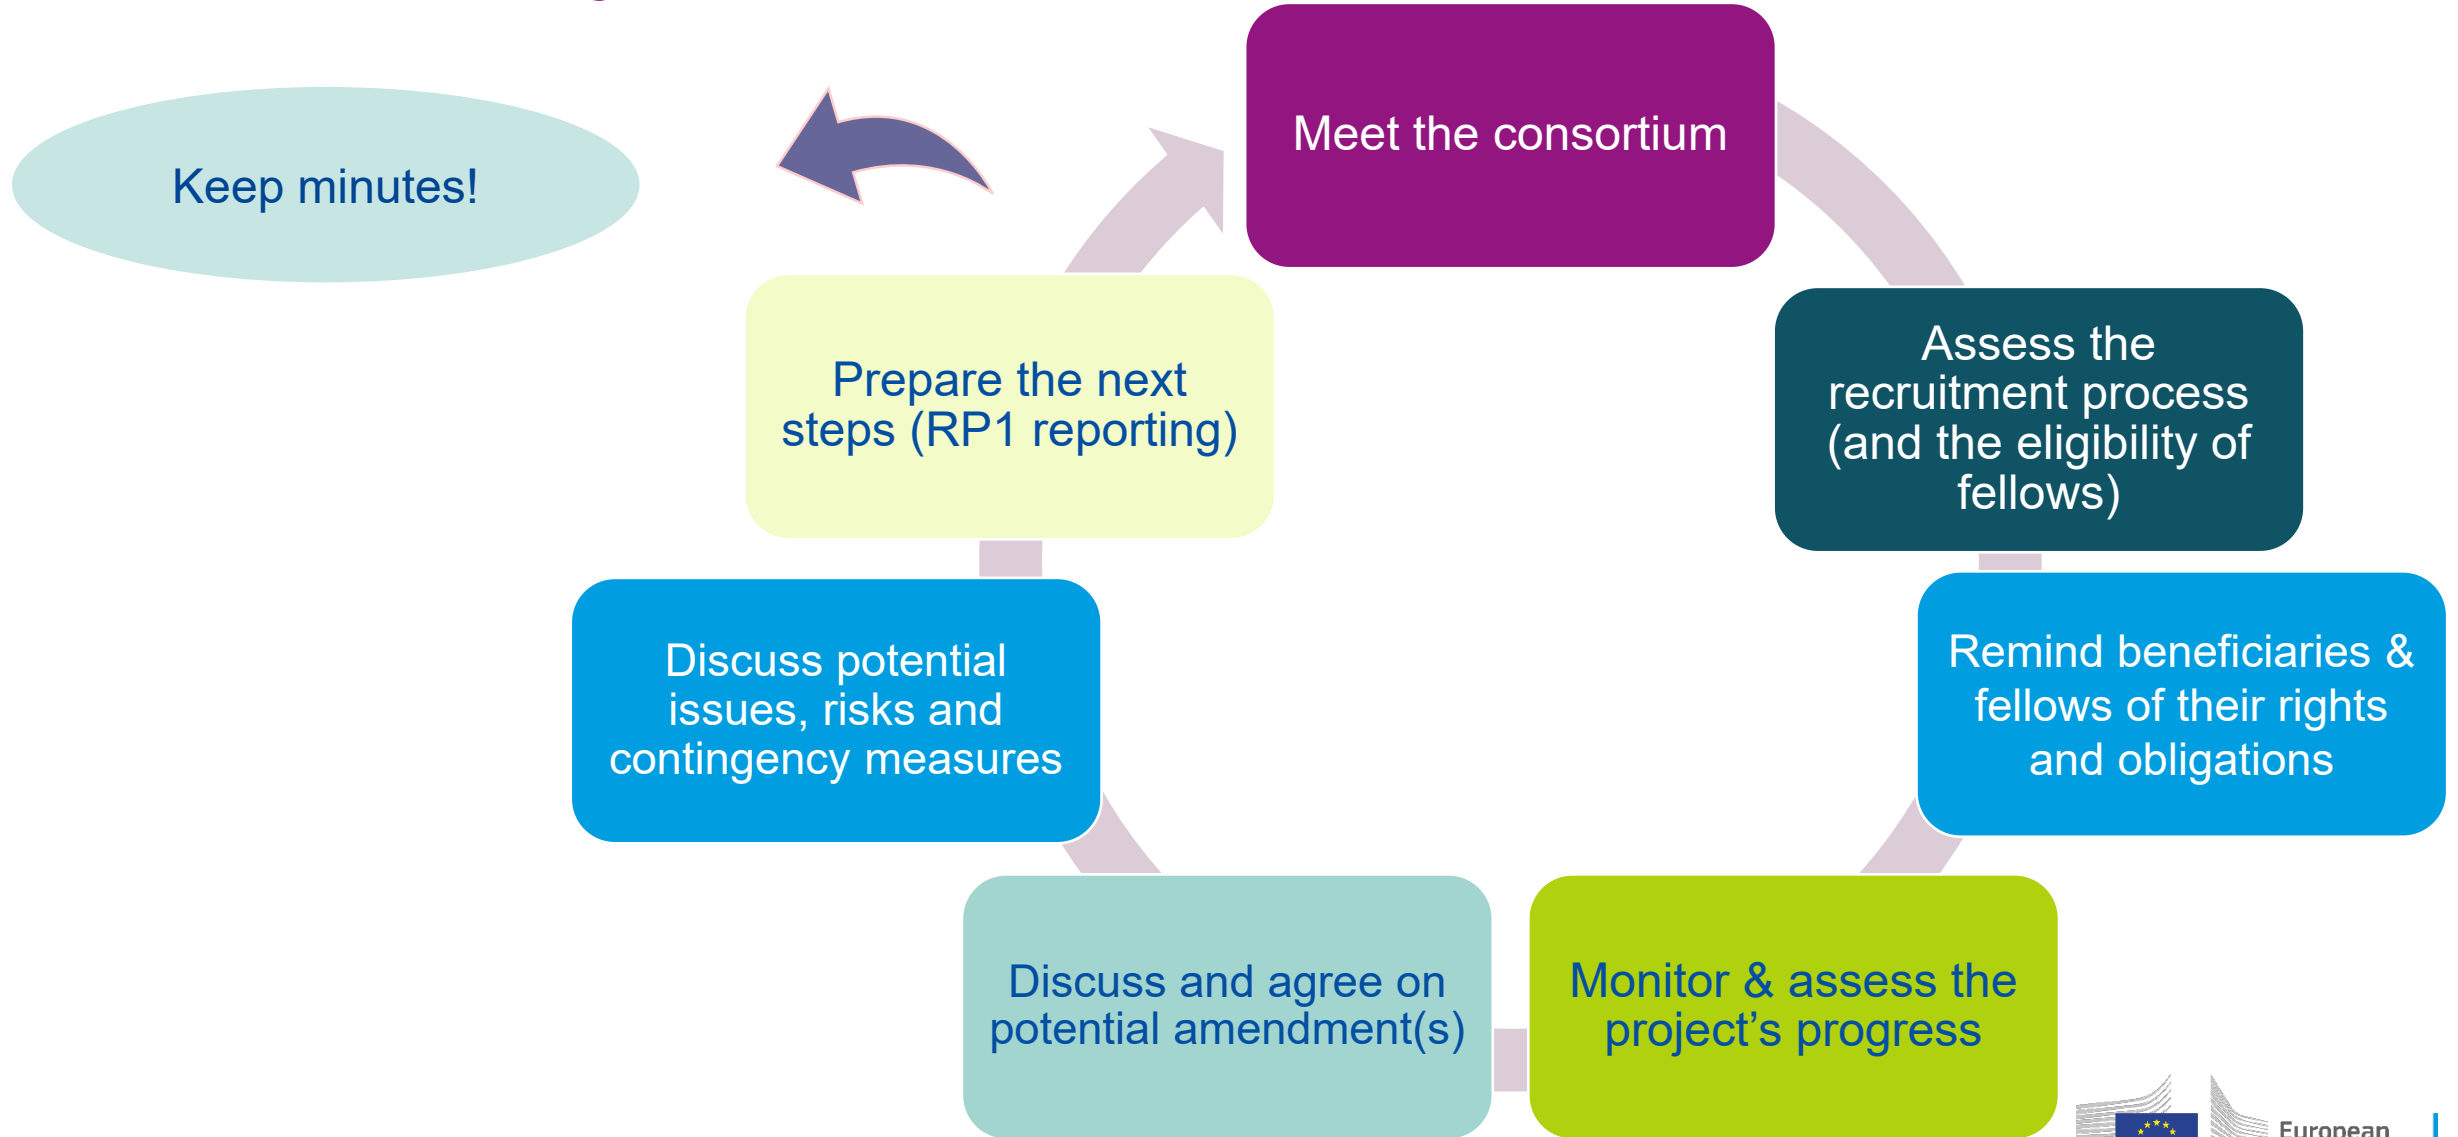 Meet the consortium
Keep minutes!
Assess the
recruitment process
(and the eligibility of
fellows)
Prepare the next
steps (RP1 reporting)
Remind beneficiaries &
fellows of their rights
and obligations
Discuss potential
issues, risks and
contingency measures
Monitor & assess the
project’s progress
Discuss and agree on
potential amendment(s)
European